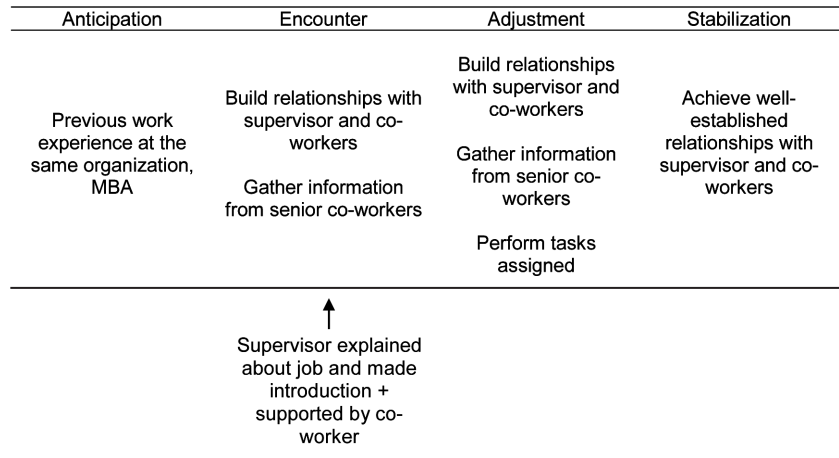 Anticipation
Encounter
Adjustment
Stabilization
Previous work
experience at the
same organization,
MBA
Build relationships with
supervisor and co-
workers
Gather information
from senior co-workers
Build relationships
with supervisor and
co-workers
Gather information
from senior co-
workers
Perform tasks
assigned
Achieve well-
established
relationships with
supervisor and co-
workers
Supervisor explained
about job and made
introduction +
supported by co-
worker